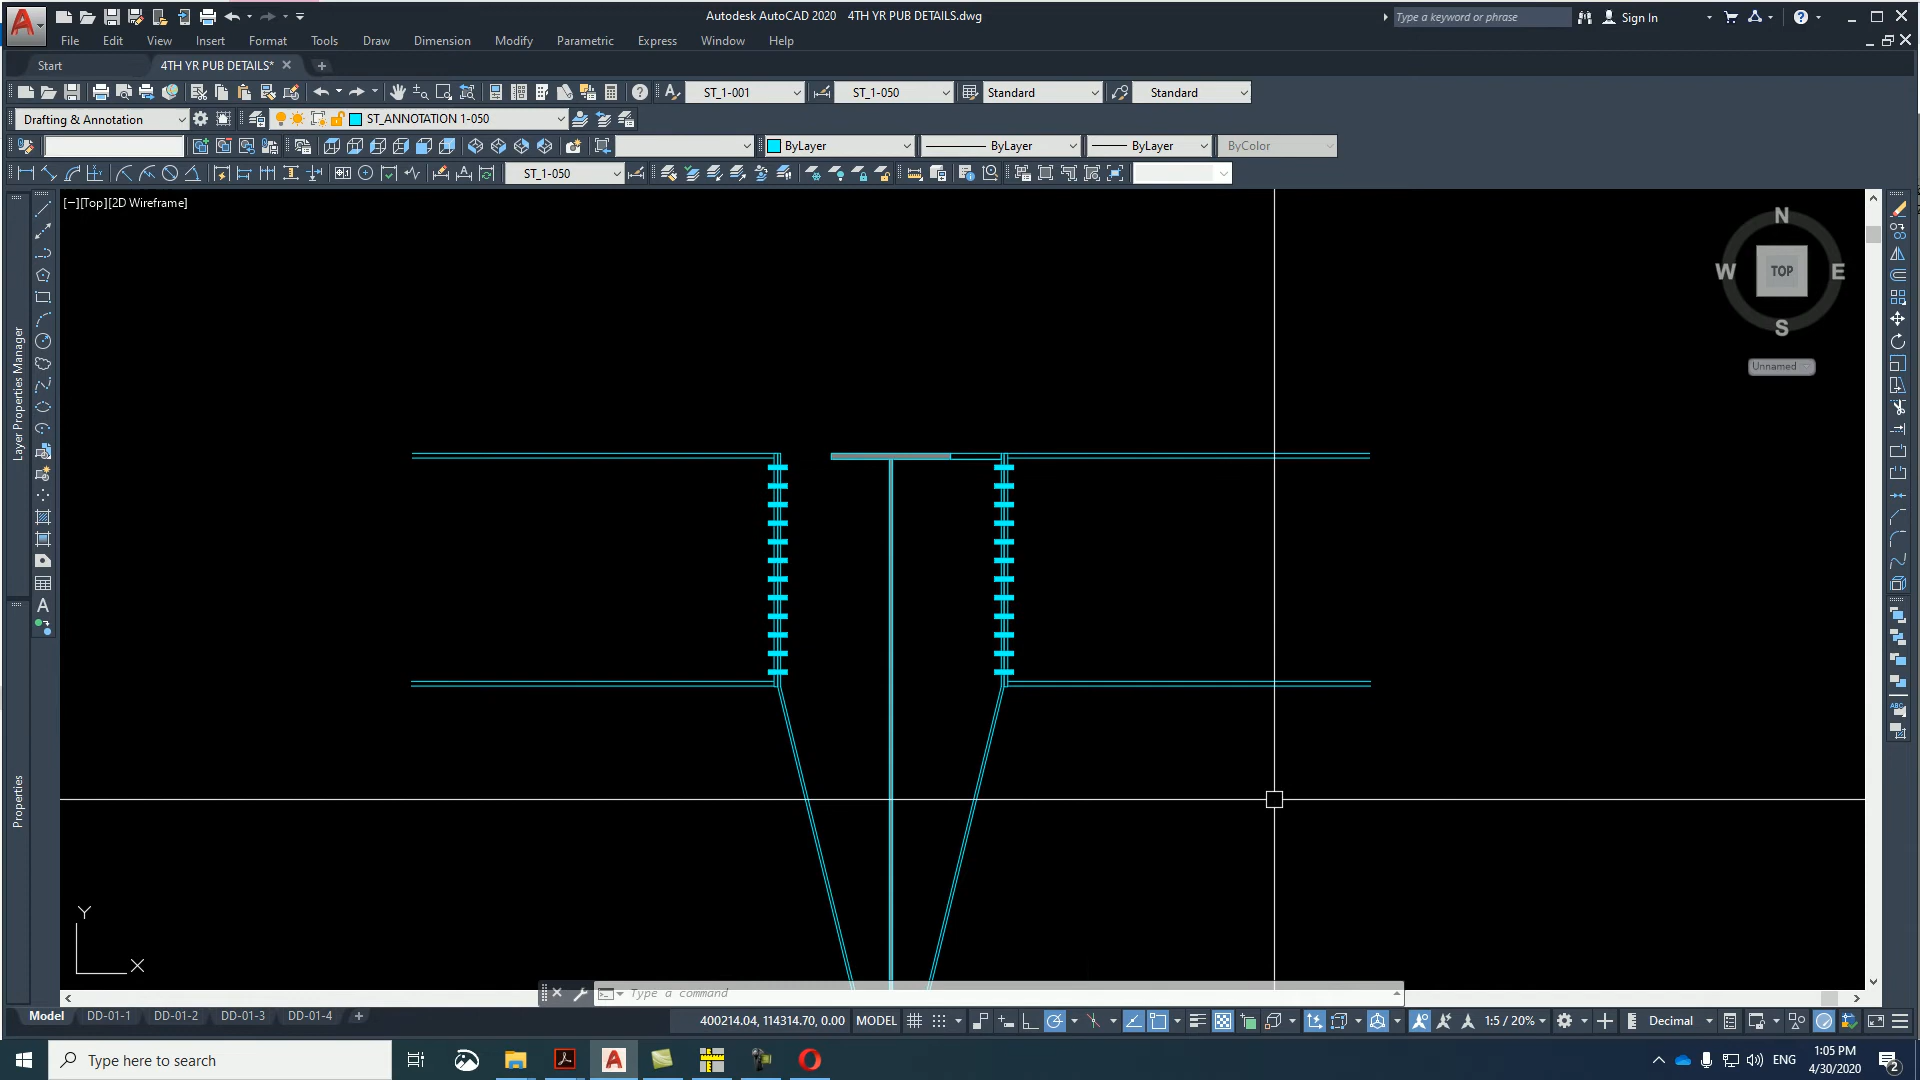 Autodesk AutoCAD 2020 4TH YR PUB DETAILS.dwg
Type a keyword or phrase
Sign In
File Edit View Insert Format Tools Draw Dimension Modify Parametric Express Window Help
Start 4TH YR PUB DETAILS*
ST_1-001 ST_1-050 Standard Standard
Drafting & Annotation ST_ANNOTATION 1-050
ByLayer ByLayer ByLayer ByColor
ST_1-050
[−][Top][2D Wireframe]
N
W TOP E
S
Unnamed
Layer Properties Manager
Properties
A
ABC
Y
X
Type a command
Model DD-01-1 DD-01-2 DD-01-3 DD-01-4
400214.04, 114314.70, 0.00 MODEL 1:5 / 20% Decimal
Type here to search
ENG
1:05 PM
4/30/2020
2